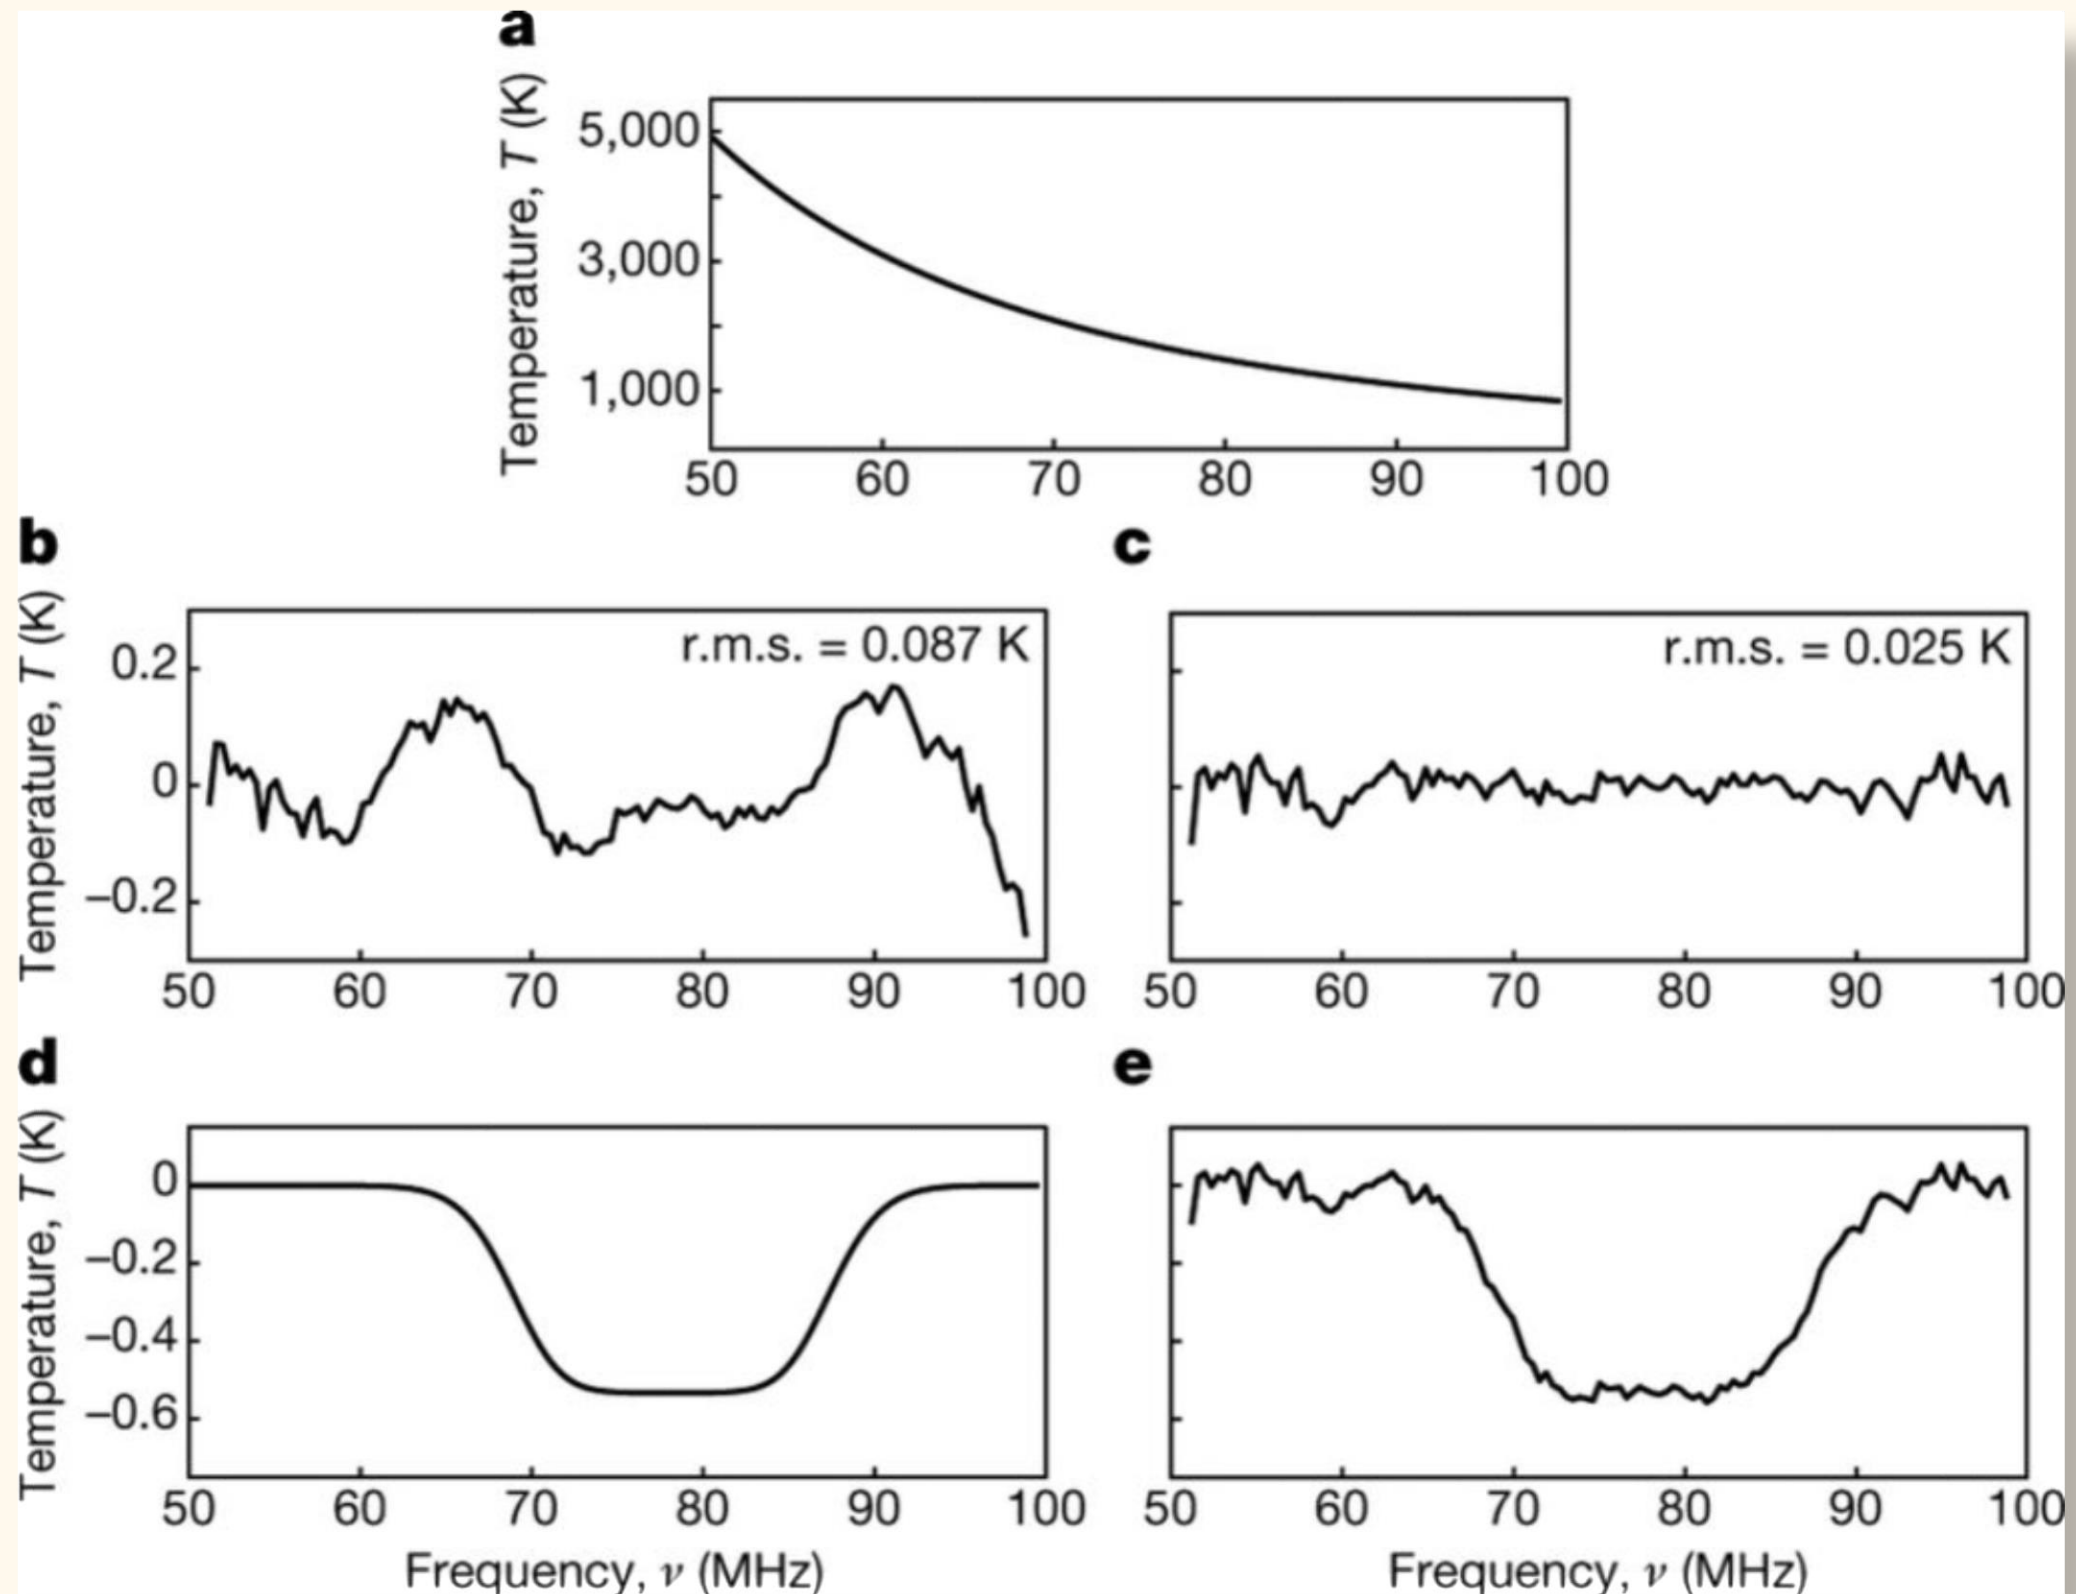 a
Temperature, T (K)
5,000
3,000
1,000
50 60 70 80 90 100
b
Temperature, T (K)
r.m.s. = 0.087 K
0.2
0
–0.2
50 60 70 80 90 100
c
r.m.s. = 0.025 K
50 60 70 80 90 100
d
Temperature, T (K)
0
–0.2
–0.4
–0.6
50 60 70 80 90 100
Frequency, ν (MHz)
e
50 60 70 80 90 100
Frequency, ν (MHz)